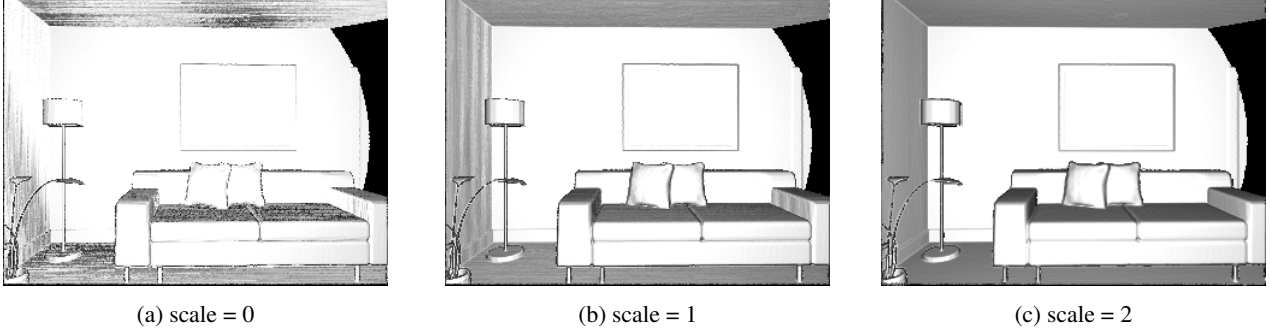 (a) scale = 0
(b) scale = 1
(c) scale = 2